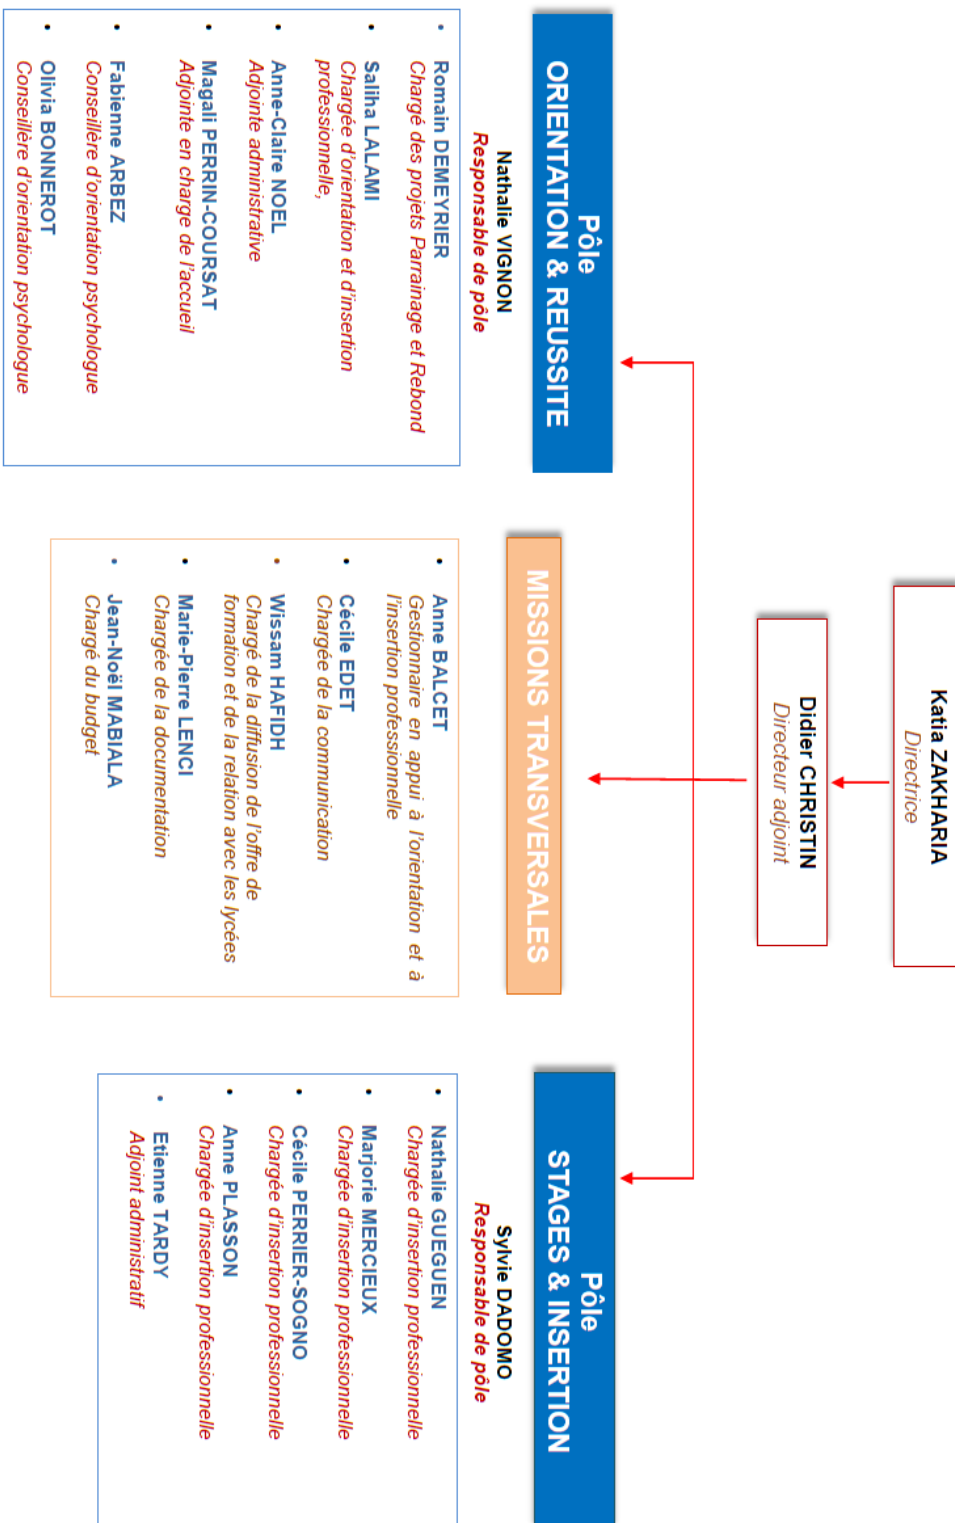 Katia ZAKHARIA
Directrice
Didier CHRISTIN
Directeur adjoint
Pôle
ORIENTATION & REUSSITE
Nathalie VIGNON
Responsable de pôle
• Romain DEMEYRIER
Chargé des projets Parrainage et Rebond
• Saliha LALAMI
Chargée d'orientation et d'insertion
professionnelle,
• Anne-Claire NOEL
Adjointe administrative
• Magali PERRIN-COURSAT
Adjointe en charge de l'accueil
• Fabienne ARBEZ
Conseillère d'orientation psychologue
• Olivia BONNEROT
Conseillère d'orientation psychologue
MISSIONS TRANSVERSALES
• Anne BALCET
Gestionnaire en appui à l'orientation et à
l'insertion professionnelle
• Cécile EDET
Chargée de la communication
• Wissam HAFIDH
Chargé de la diffusion de l'offre de
formation et de la relation avec les lycées
• Marie-Pierre LENCI
Chargée de la documentation
• Jean-Noël MABIALA
Chargé du budget
Pôle
STAGES & INSERTION
Sylvie DADOMO
Responsable de pôle
• Nathalie GUEGUEN
Chargée d'insertion professionnelle
• Marjorie MERCIEUX
Chargée d'insertion professionnelle
• Cécile PERRIER-SOGNO
Chargée d'insertion professionnelle
• Anne PLASSON
Chargée d'insertion professionnelle
• Etienne TARDY
Adjoint administratif